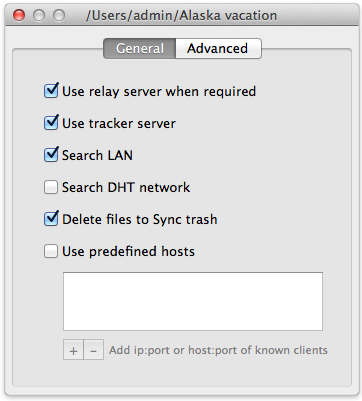 /Users/admin/Alaska vacation
General Advanced
Use relay server when required
Use tracker server
Search LAN
Search DHT network
Delete files to Sync trash
Use predefined hosts
+ - Add ip:port or host:port of known clients